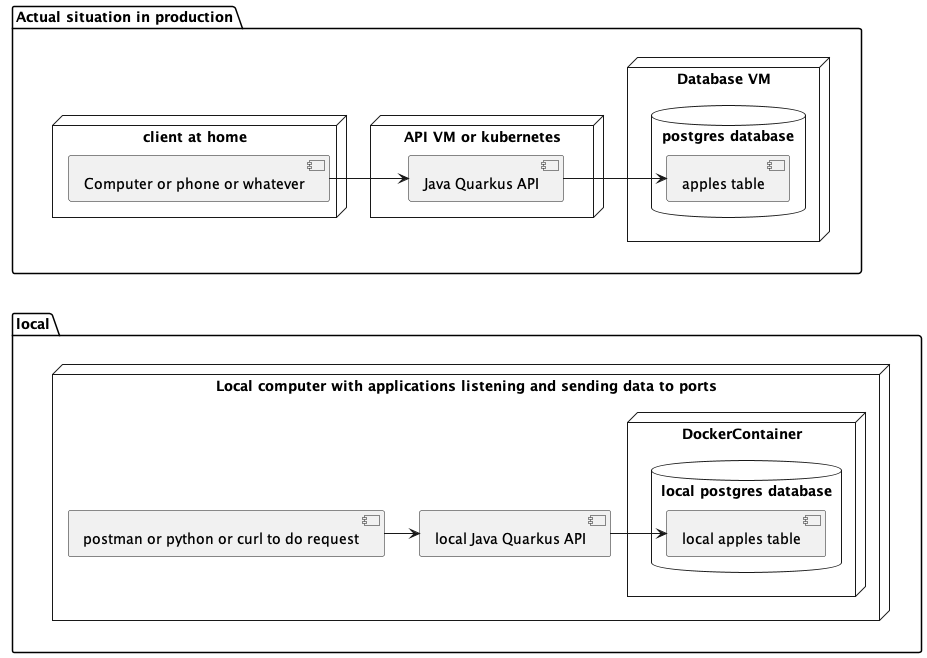 Actual situation in production
Database VM
client at home
API VM or kubernetes
postgres database
Computer or phone or whatever
Java Quarkus API
apples table
local
Local computer with applications listening and sending data to ports
DockerContainer
local postgres database
postman or python or curl to do request
local Java Quarkus API
local apples table